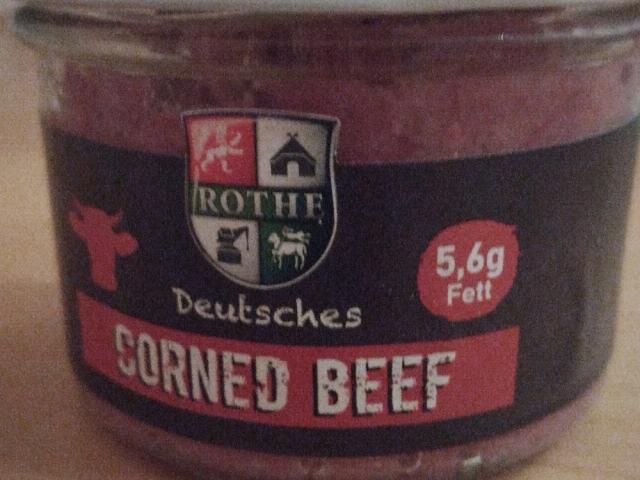 ROTHE
5,6g
Fett
Deutsches
CORNED BEEF